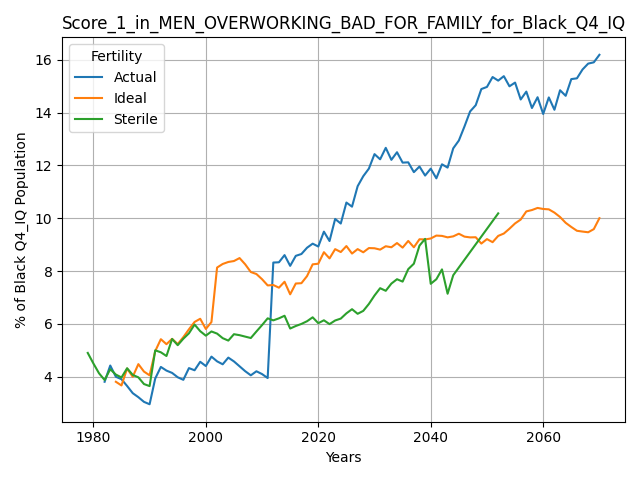 Score_1_in_MEN_OVERWORKING_BAD_FOR_FAMILY_for_Black_Q4_IQ
Fertility
Actual
Ideal
Sterile
% of Black Q4_IQ Population
16
14
12
10
8
6
4
1980
2000
2020
2040
2060
Years